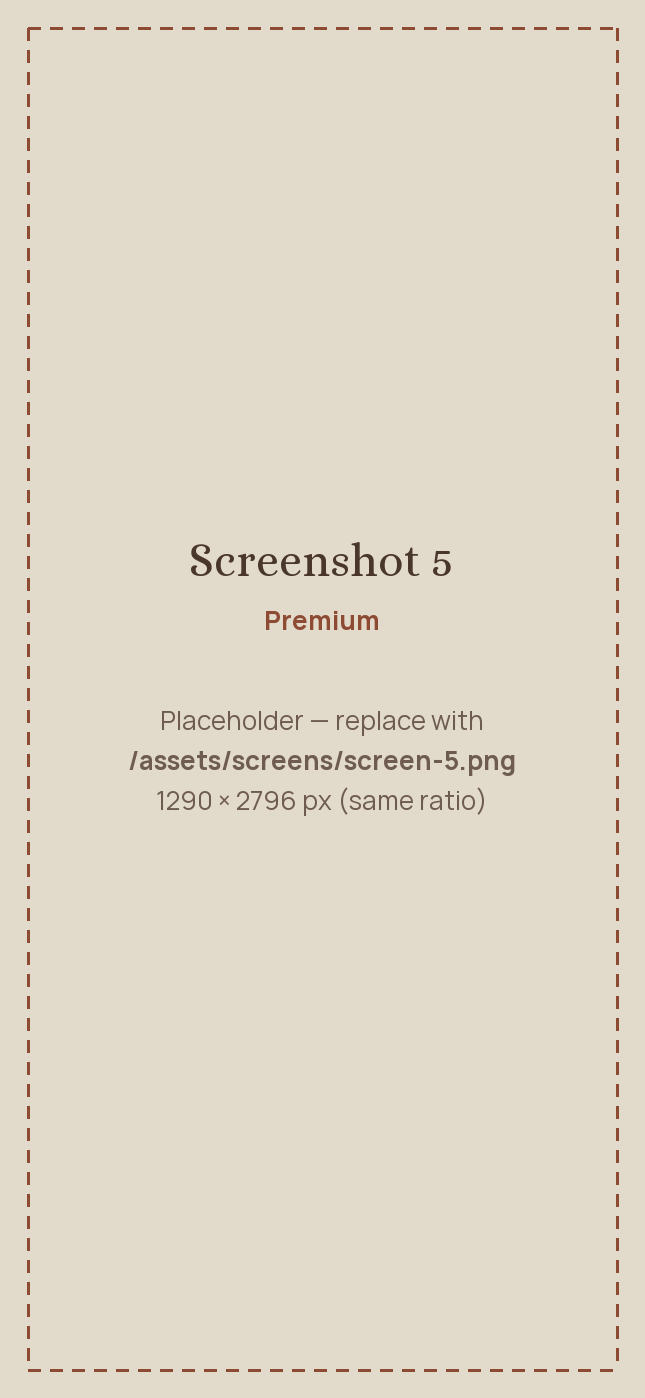 Screenshot 5
Premium
Placeholder — replace with
/assets/screens/screen-5.png
1290 × 2796 px (same ratio)